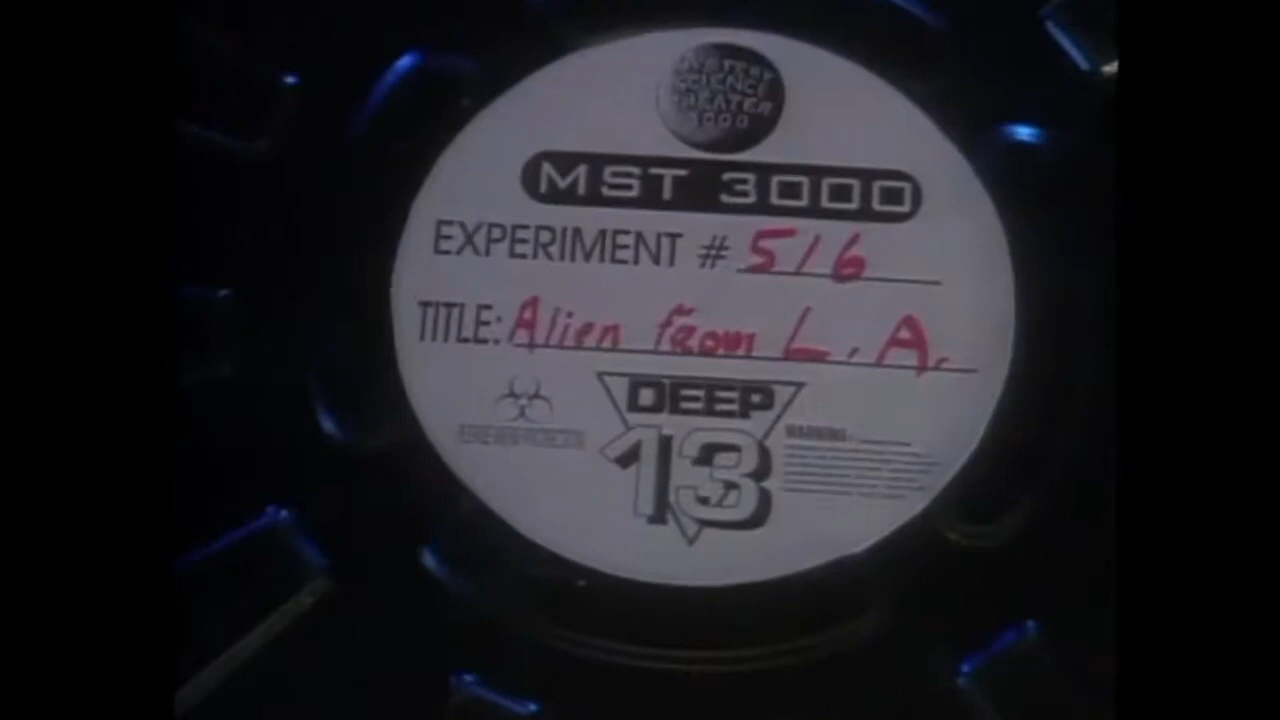 MYSTERY
SCIENCE
THEATER
3000
MST 3000
EXPERIMENT # 516
TITLE: Alien from L.A.
DEEP
13
WARNING: